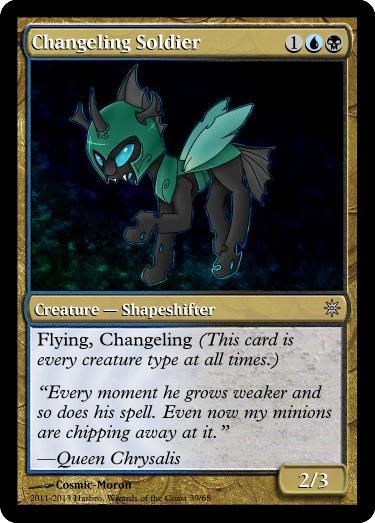 Changeling Soldier 1
Creature — Shapeshifter
Flying, Changeling (This card is
every creature type at all times.)
“Every moment he grows weaker and
so does his spell. Even now my minions
are chipping away at it.”
—Queen Chrysalis
2/3
Cosmic-Moron
2011-2013 Hasbro, Wizards of the Coast 39/68